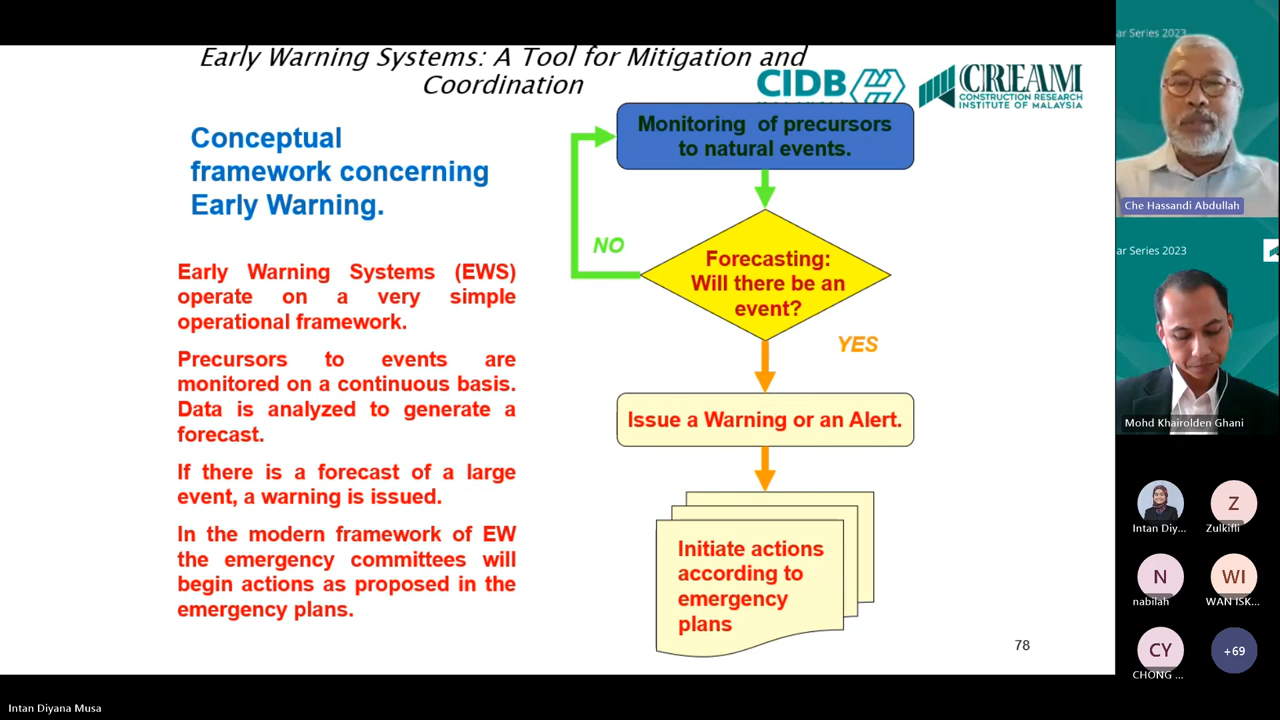 Early Warning Systems: A Tool for Mitigation and
Coordination
CIDB
CREAM
CONSTRUCTION RESEARCH
INSTITUTE OF MALAYSIA
Conceptual
framework concerning
Early Warning.
Early Warning Systems (EWS)
operate on a very simple
operational framework.
Precursors to events are
monitored on a continuous basis.
Data is analyzed to generate a
forecast.
If there is a forecast of a large
event, a warning is issued.
In the modern framework of EW
the emergency committees will
begin actions as proposed in the
emergency plans.
Monitoring of precursors
to natural events.
NO
Forecasting:
Will there be an
event?
YES
Issue a Warning or an Alert.
Initiate actions
according to
emergency
plans
78
ar Series 2023
Che Hassandi Abdullah
ar Series 2023
Mohd Khairolden Ghani
Intan Diy...
Z
Zulkifli
N
nabilah
WI
WAN ISK...
CY
CHONG ...
+69
Intan Diyana Musa